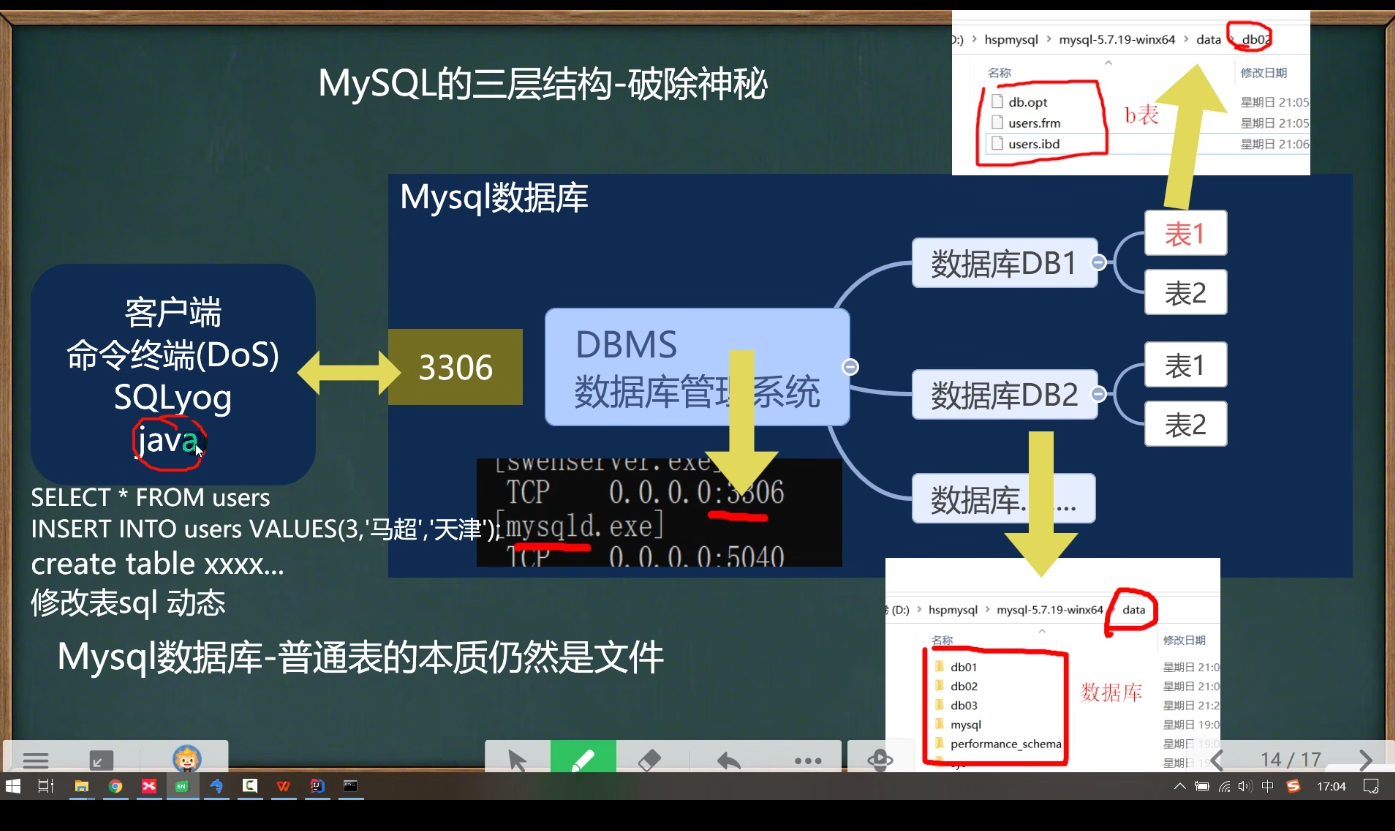 MySQL的三层结构-破除神秘
D:) > hspmysql > mysql-5.7.19-winx64 > data > db02
名称 修改日期
db.opt 星期日 21:05
users.frm 星期日 21:05
users.ibd 星期日 21:06
b表
Mysql数据库
客户端
命令终端(DoS)
SQLyog
java
3306
DBMS
数据库管理系统
数据库DB1
表1
表2
数据库DB2
表1
表2
数据库......
[swenserver.exe]
TCP 0.0.0.0:3306
[mysqld.exe]
TCP 0.0.0.0:5040
SELECT * FROM users
INSERT INTO users VALUES(3,'马超','天津');
create table xxxx...
修改表sql 动态
Mysql数据库-普通表的本质仍然是文件
(D:) > hspmysql > mysql-5.7.19-winx64 > data
名称 修改日期
db01 星期日 21:0
db02 星期日 21:0
db03 星期日 21:2
mysql 星期日 19:0
performance_schema 星期日 19:0
星期日 19:
数据库
14 / 17
中
17:04